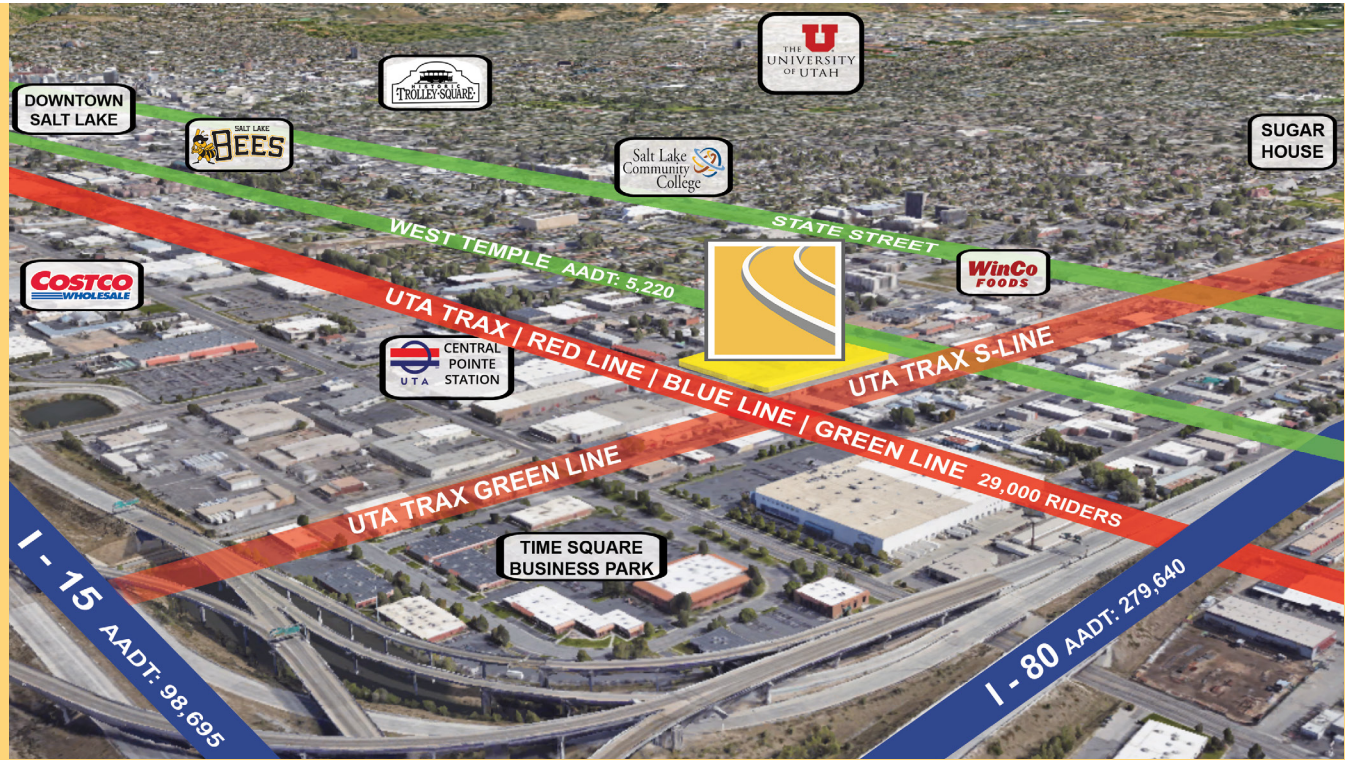 THE
UNIVERSITY
OF UTAH
HISTORIC
TROLLEY·SQUARE
DOWNTOWN
SALT LAKE
SALT LAKE
BEES
SUGAR
HOUSE
Salt Lake
Community
College
STATE STREET
WEST TEMPLE AADT: 5,220
WinCo
FOODS
COSTCO
WHOLESALE
UTA TRAX | RED LINE | BLUE LINE | GREEN LINE 29,000 RIDERS
UTA
CENTRAL
POINTE
STATION
UTA TRAX S-LINE
UTA TRAX GREEN LINE
TIME SQUARE
BUSINESS PARK
I - 15 AADT: 98,695
I - 80 AADT: 279,640